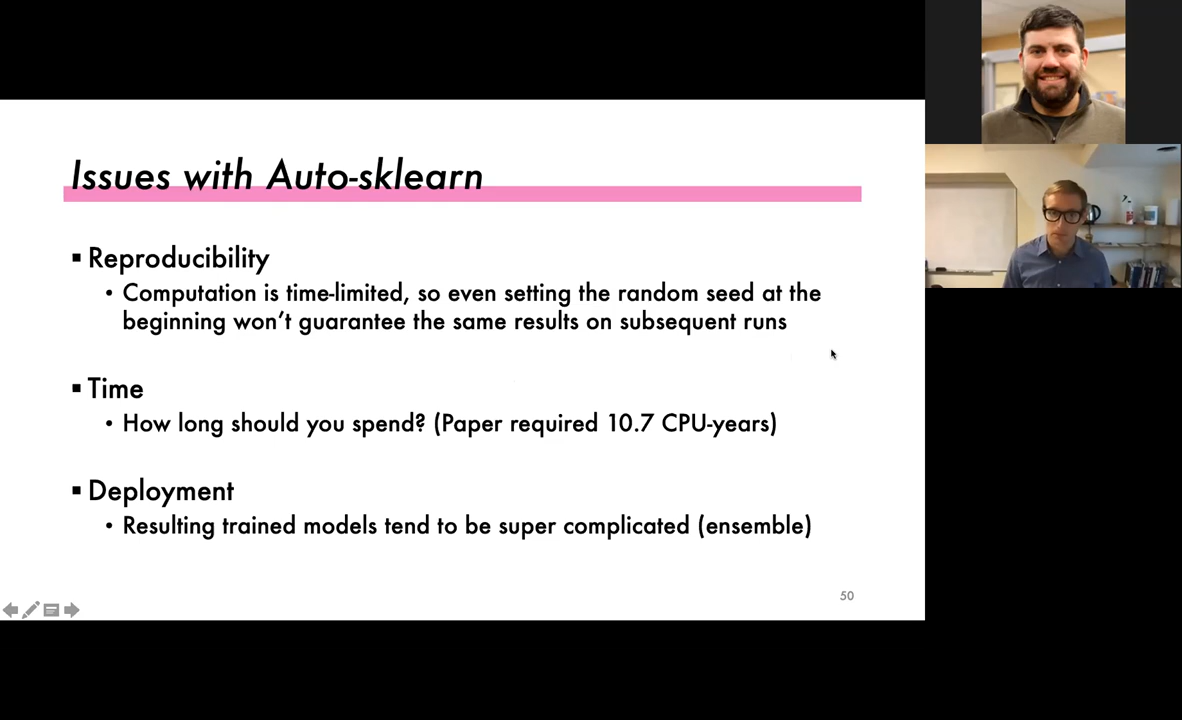 Issues with Auto-sklearn
▪ Reproducibility
• Computation is time-limited, so even setting the random seed at the
beginning won't guarantee the same results on subsequent runs
▪ Time
• How long should you spend? (Paper required 10.7 CPU-years)
▪ Deployment
• Resulting trained models tend to be super complicated (ensemble)
50